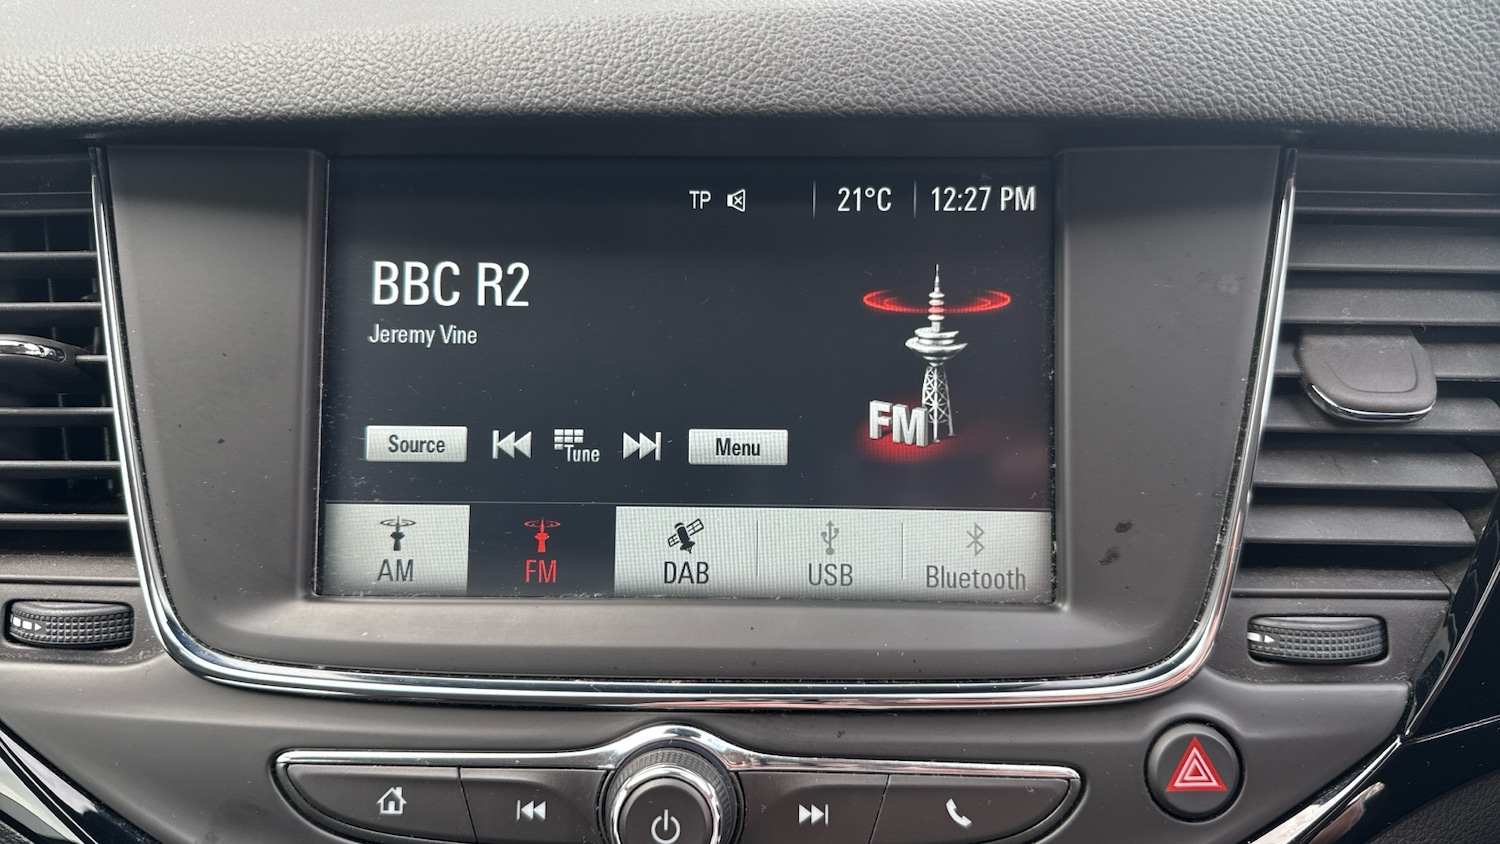 TP 21°C 12:27 PM
BBC R2
Jeremy Vine
Source Tune Menu
FM
AM FM DAB USB Bluetooth